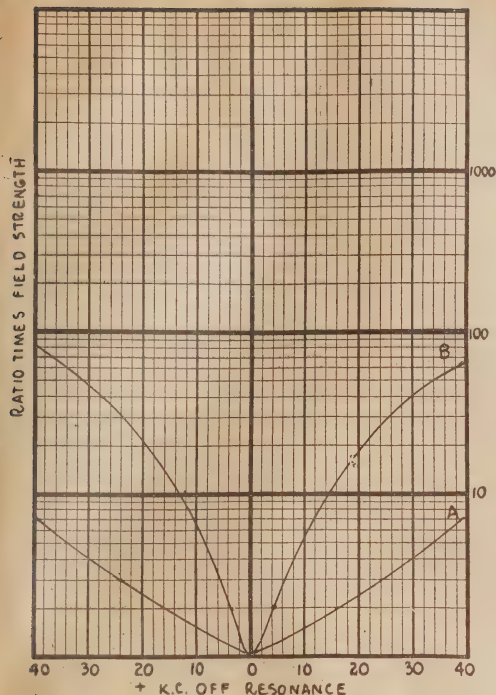 RATIO TIMES FIELD STRENGTH
1000
100
B
10
A
40 30 20 10 0 10 20 30 40
+ K.C. OFF RESONANCE